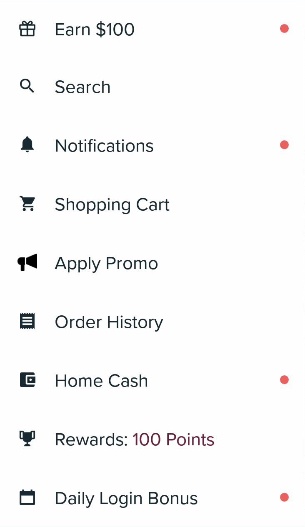 Earn $100
Search
Notifications
Shopping Cart
Apply Promo
Order History
Home Cash
Rewards: 100 Points
Daily Login Bonus